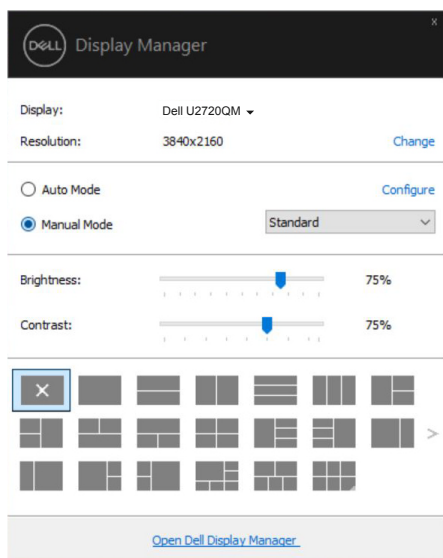 DELL Display Manager
x
Display: Dell U2720QM
Resolution: 3840x2160 Change
Auto Mode Configure
Manual Mode Standard
Brightness: 75%
Contrast: 75%
Open Dell Display Manager